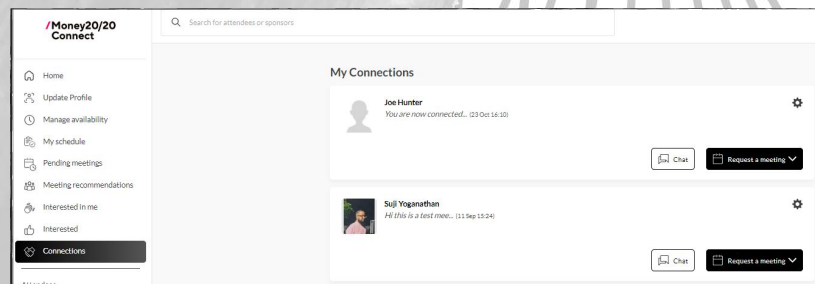 /Money20/20
Connect
Search for attendees or sponsors
Home
Update Profile
Manage availability
My schedule
Pending meetings
Meeting recommendations
Interested in me
Interested
Connections
My Connections
Joe Hunter
You are now connected... (23 Oct 16:10)
Chat
Request a meeting
Suji Yoganathan
Hi this is a test mee... (11 Sep 15:24)
Chat
Request a meeting